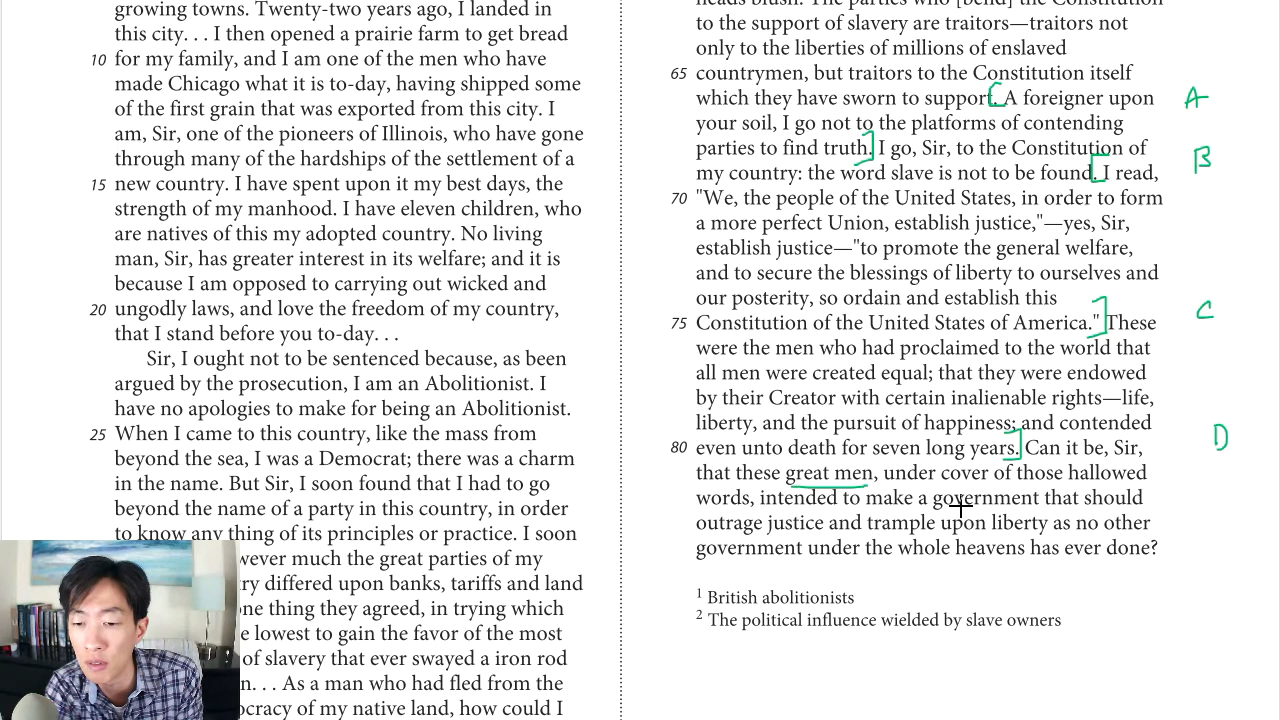 growing towns. Twenty-two years ago, I landed in
this city. . . I then opened a prairie farm to get bread
10 for my family, and I am one of the men who have
made Chicago what it is to-day, having shipped some
of the first grain that was exported from this city. I
am, Sir, one of the pioneers of Illinois, who have gone
through many of the hardships of the settlement of a
15 new country. I have spent upon it my best days, the
strength of my manhood. I have eleven children, who
are natives of this my adopted country. No living
man, Sir, has greater interest in its welfare; and it is
because I am opposed to carrying out wicked and
20 ungodly laws, and love the freedom of my country,
that I stand before you to-day. . .
Sir, I ought not to be sentenced because, as been
argued by the prosecution, I am an Abolitionist. I
have no apologies to make for being an Abolitionist.
25 When I came to this country, like the mass from
beyond the sea, I was a Democrat; there was a charm
in the name. But Sir, I soon found that I had to go
beyond the name of a party in this country, in order
to know any thing of its principles or practice. I soon
wever much the great parties of my
ry differed upon banks, tariffs and land
one thing they agreed, in trying which
e lowest to gain the favor of the most
of slavery that ever swayed a iron rod
n. . . As a man who had fled from the
ocracy of my native land, how could I
heads blush. The parties who [bend] the Constitution
to the support of slavery are traitors—traitors not
only to the liberties of millions of enslaved
65 countrymen, but traitors to the Constitution itself
which they have sworn to support. A foreigner upon A
your soil, I go not to the platforms of contending
parties to find truth. I go, Sir, to the Constitution of B
my country: the word slave is not to be found. I read,
70 "We, the people of the United States, in order to form
a more perfect Union, establish justice,"—yes, Sir,
establish justice—"to promote the general welfare,
and to secure the blessings of liberty to ourselves and
our posterity, so ordain and establish this
75 Constitution of the United States of America." These C
were the men who had proclaimed to the world that
all men were created equal; that they were endowed
by their Creator with certain inalienable rights—life,
liberty, and the pursuit of happiness; and contended
80 even unto death for seven long years. Can it be, Sir, D
that these great men, under cover of those hallowed
words, intended to make a government that should
outrage justice and trample upon liberty as no other
government under the whole heavens has ever done?
1 British abolitionists
2 The political influence wielded by slave owners